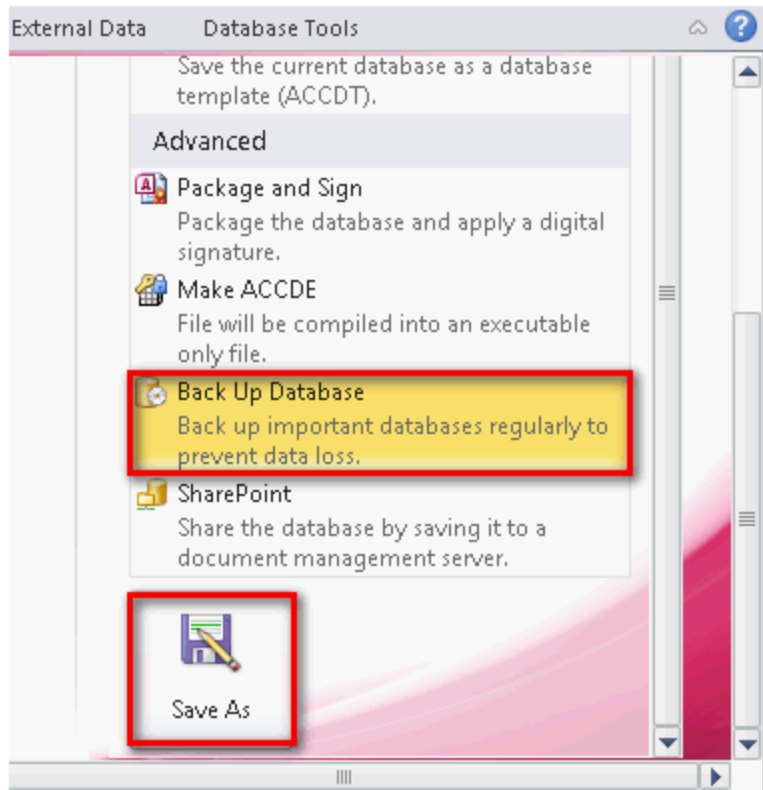 External Data Database Tools
Save the current database as a database
template (ACCDT).
Advanced
Package and Sign
Package the database and apply a digital
signature.
Make ACCDE
File will be compiled into an executable
only file.
Back Up Database
Back up important databases regularly to
prevent data loss.
SharePoint
Share the database by saving it to a
document management server.
Save As